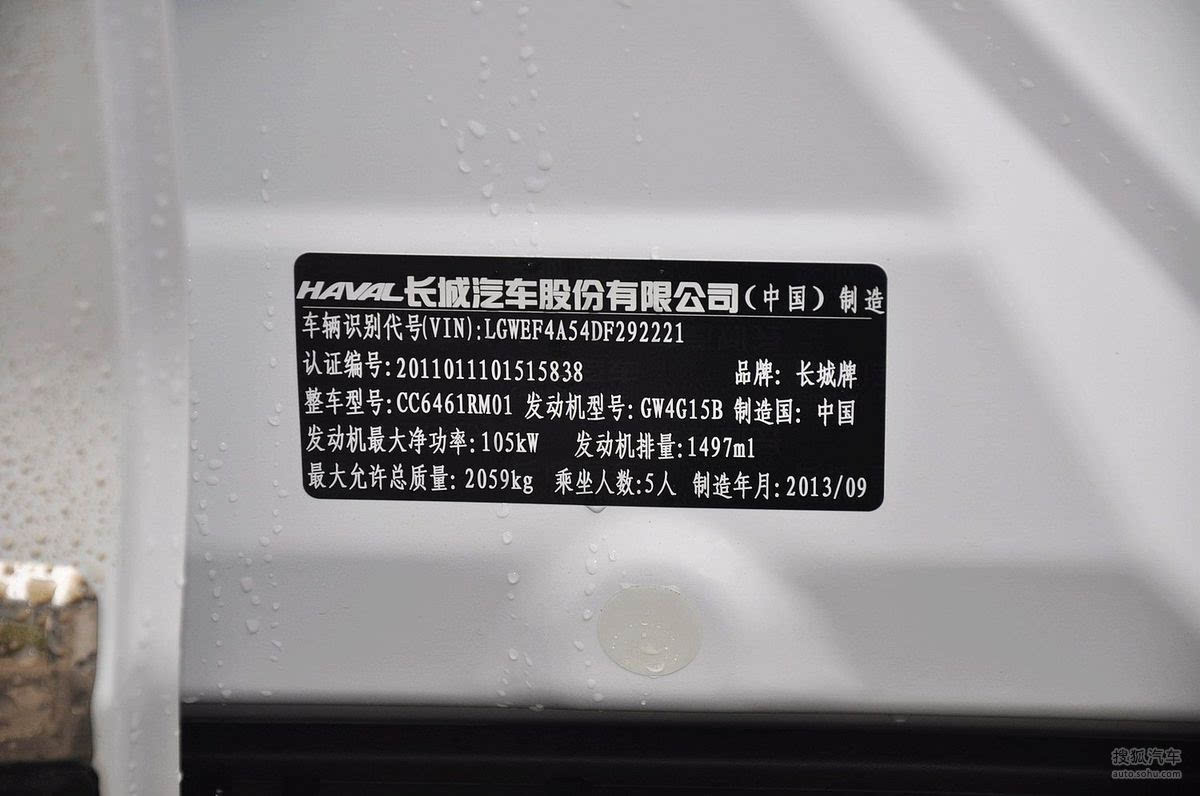 HAVAL长城汽车股份有限公司（中国）制造
车辆识别代号(VIN):LGWEF4A54DF292221
认证编号:2011011101515838 品牌: 长城牌
整车型号:CC6461RM01 发动机型号:GW4G15B 制造国: 中国
发动机最大净功率:105kW 发动机排量:1497ml
最大允许总质量: 2059kg 乘坐人数:5人 制造年月:2013/09
搜狐汽车
auto.sohu.com